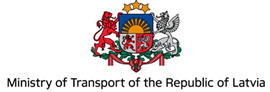 Ministry of Transport of the Republic of Latvia